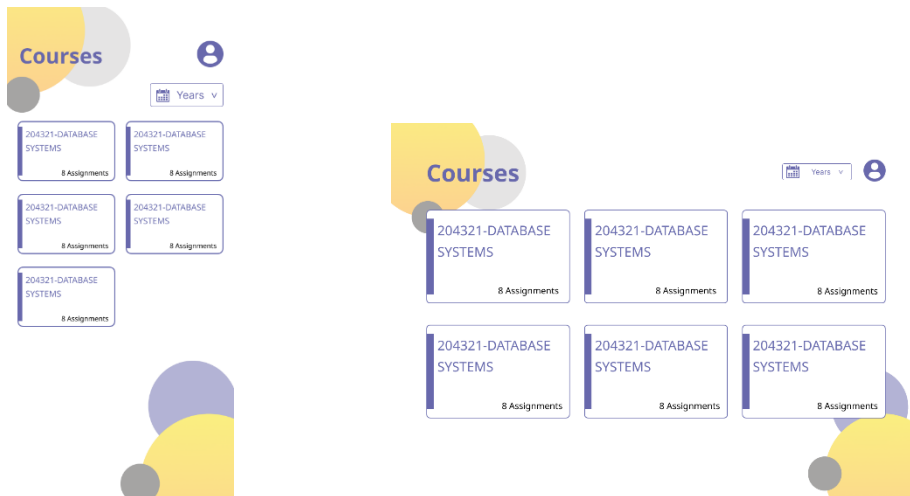 Courses
Years v
204321-DATABASE
SYSTEMS
8 Assignments
204321-DATABASE
SYSTEMS
8 Assignments
204321-DATABASE
SYSTEMS
8 Assignments
204321-DATABASE
SYSTEMS
8 Assignments
204321-DATABASE
SYSTEMS
8 Assignments
Courses
Years v
204321-DATABASE
SYSTEMS
8 Assignments
204321-DATABASE
SYSTEMS
8 Assignments
204321-DATABASE
SYSTEMS
8 Assignments
204321-DATABASE
SYSTEMS
8 Assignments
204321-DATABASE
SYSTEMS
8 Assignments
204321-DATABASE
SYSTEMS
8 Assignments